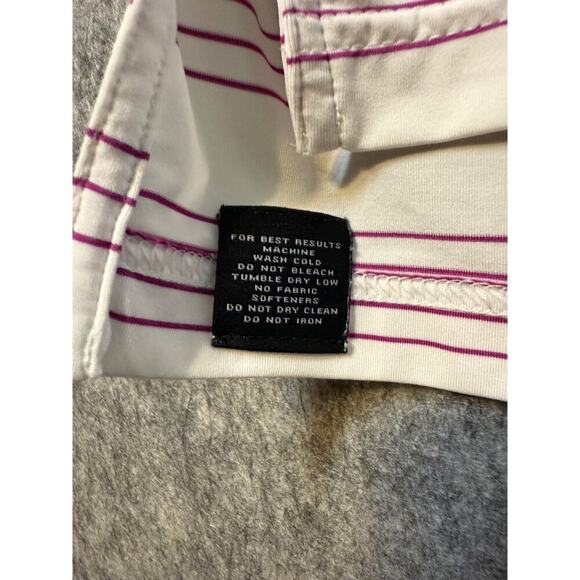 FOR BEST RESULTS
MACHINE
WASH COLD
DO NOT BLEACH
TUMBLE DRY LOW
NO FABRIC
SOFTENERS
DO NOT DRY CLEAN
DO NOT IRON